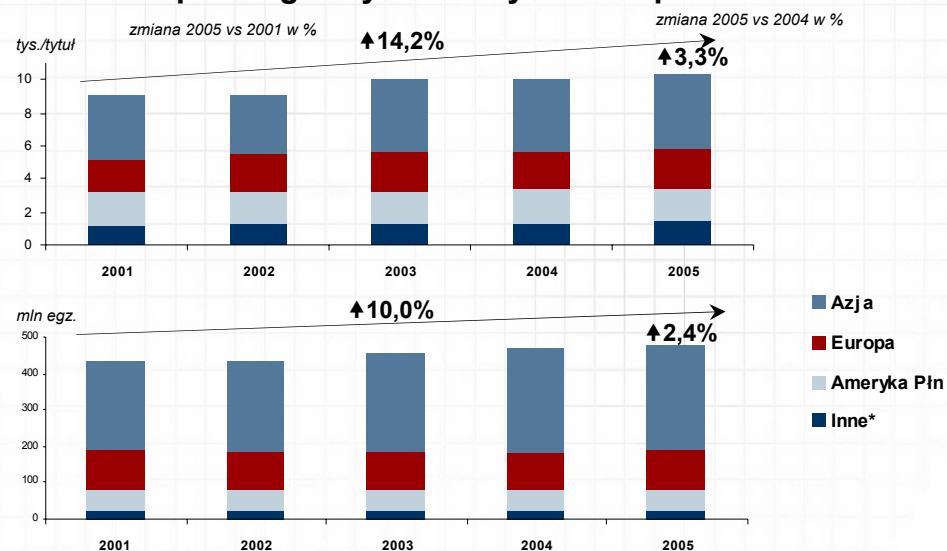 zmiana 2005 vs 2001 w %
zmiana 2005 vs 2004 w %
tys./tytuł
14,2%
3,3%
10
8
6
4
2
0
2001 2002 2003 2004 2005
mln egz.
10,0%
2,4%
500
400
300
200
100
0
2001 2002 2003 2004 2005
Azja
Europa
Ameryka Płn
Inne*